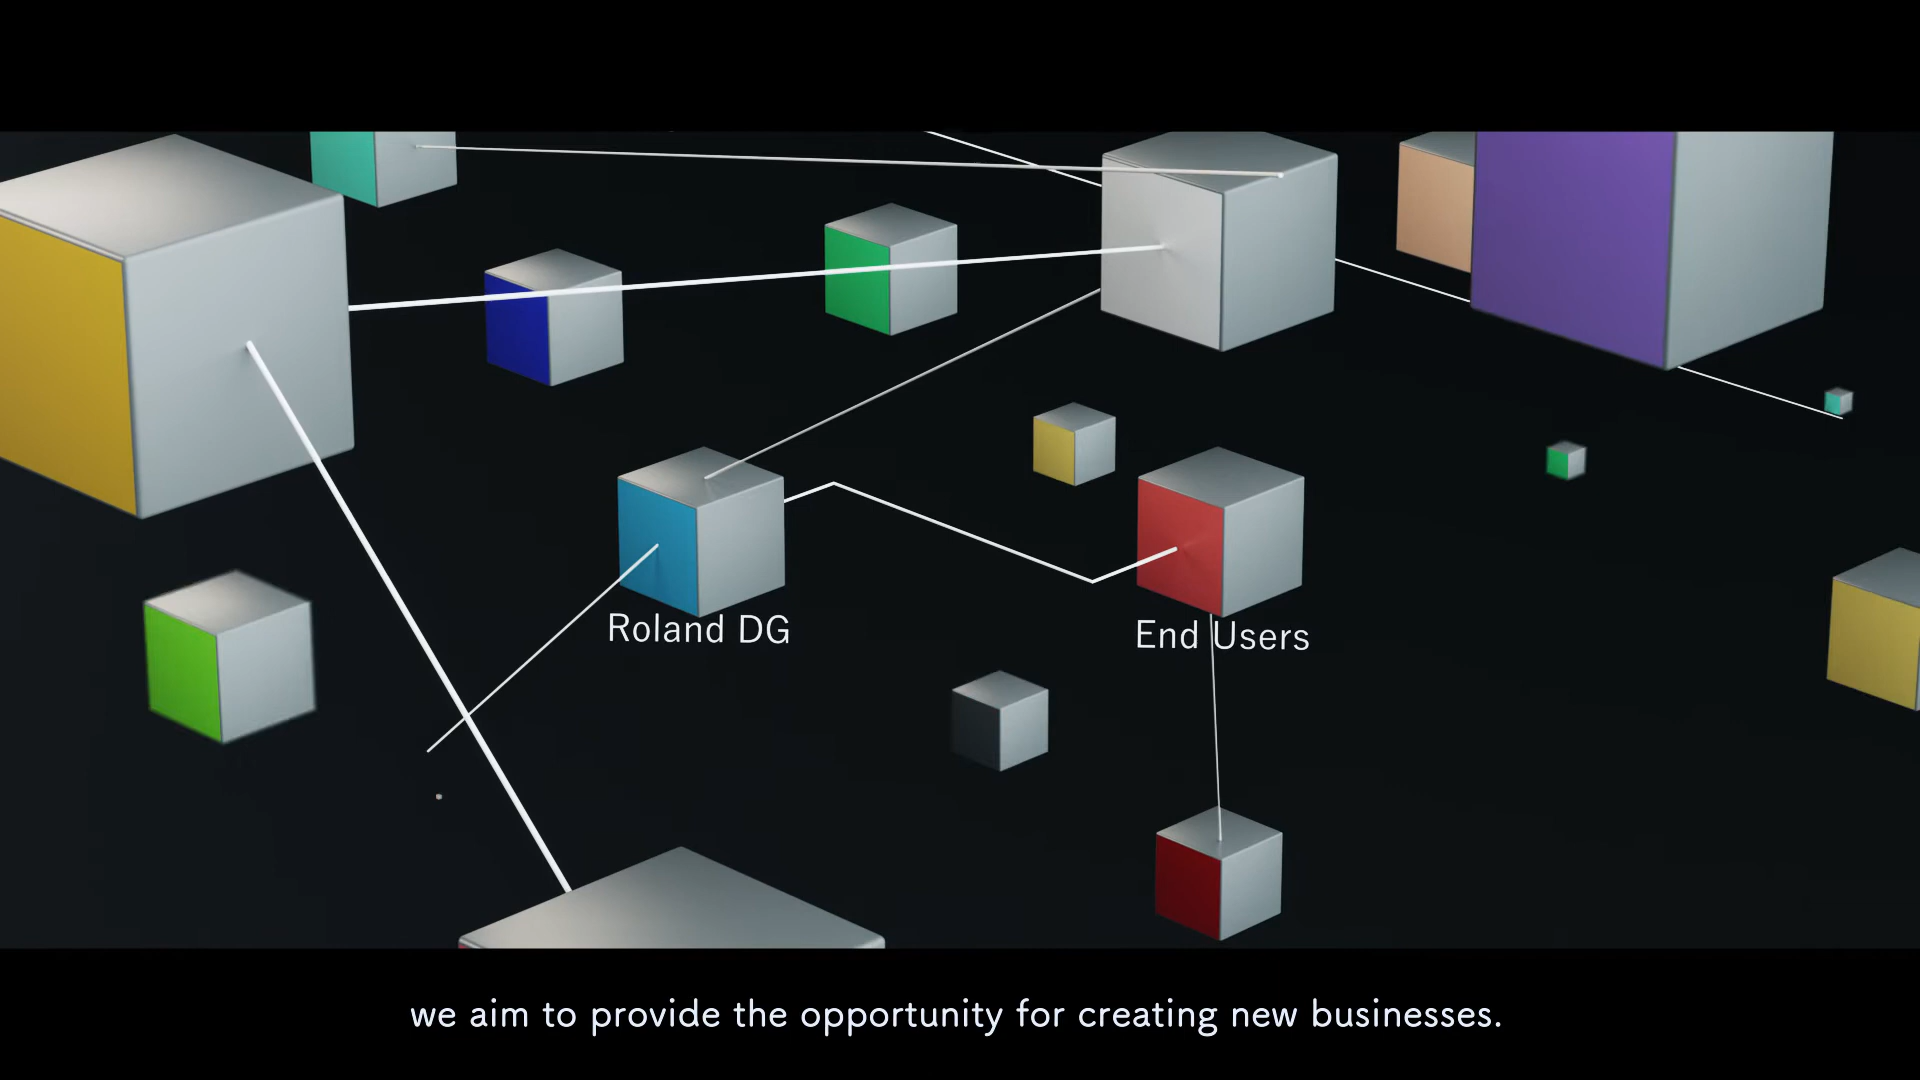 Roland DG
End Users
we aim to provide the opportunity for creating new businesses.